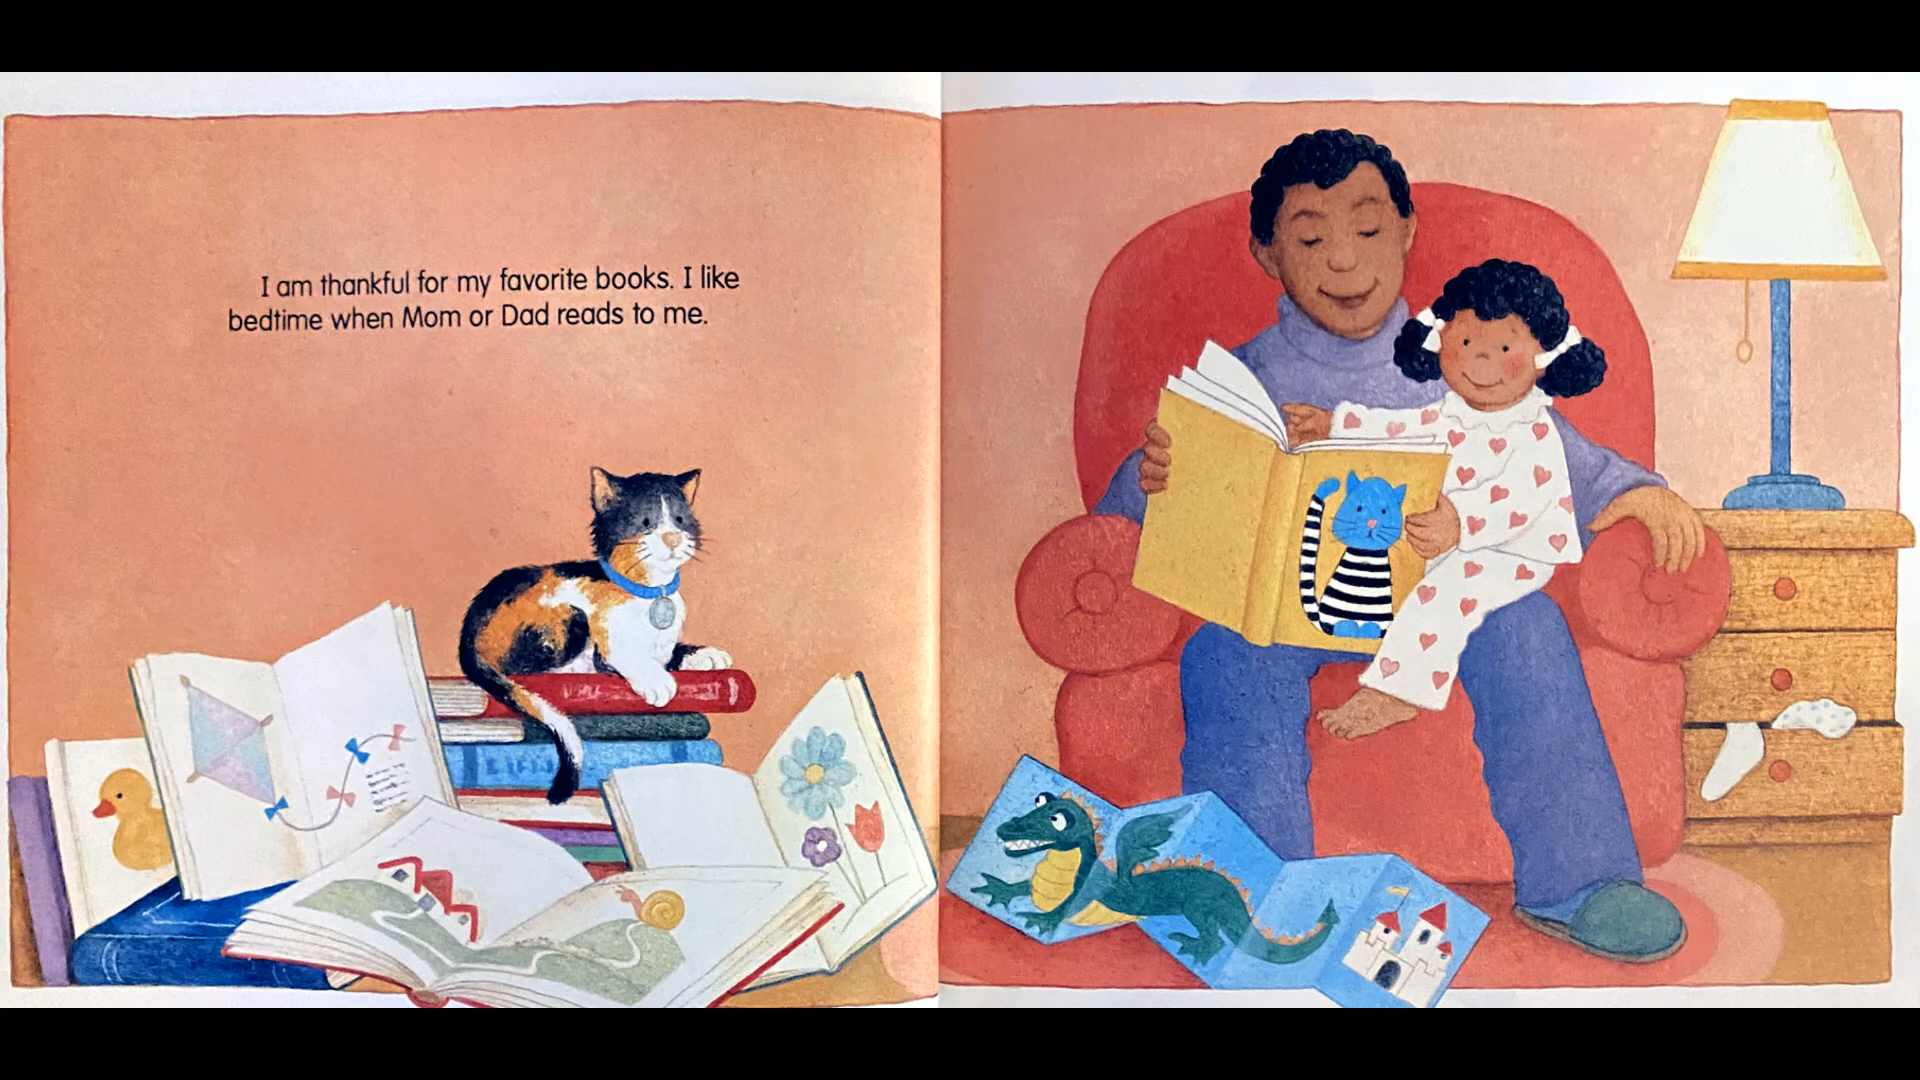 I am thankful for my favorite books. I like
bedtime when Mom or Dad reads to me.